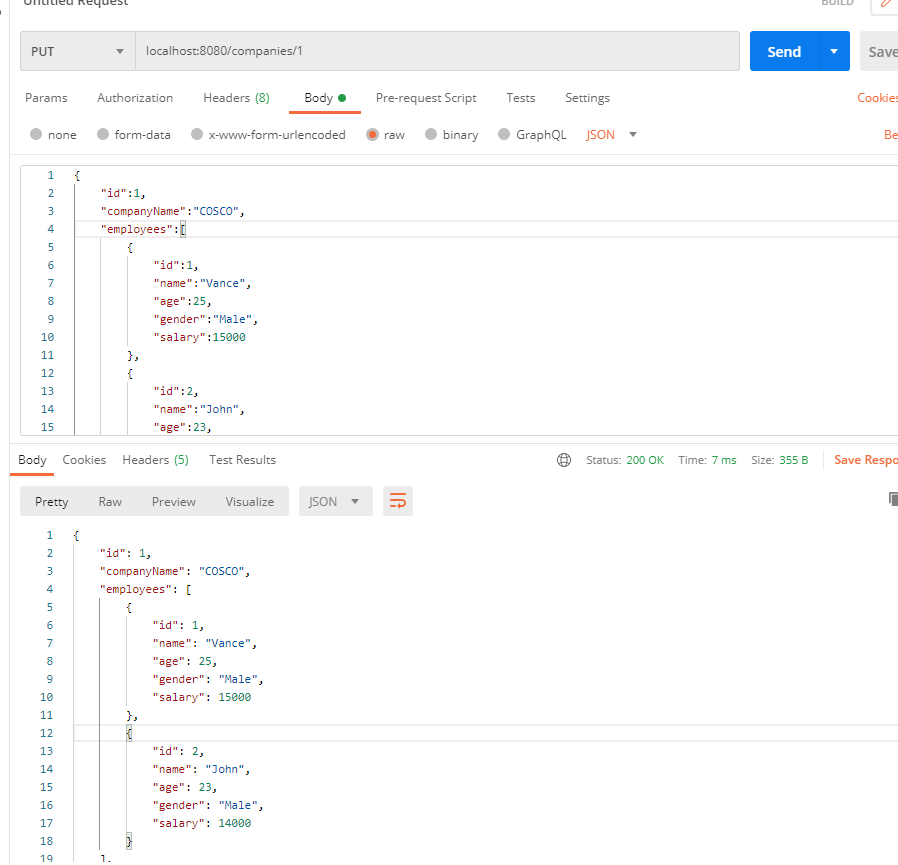 Untitled Request BUILD
PUT localhost:8080/companies/1 Send Save
Params Authorization Headers (8) Body Pre-request Script Tests Settings Cookies
none form-data x-www-form-urlencoded raw binary GraphQL JSON Be
1 {
2 "id":1,
3 "companyName":"COSCO",
4 "employees":[
5 {
6 "id":1,
7 "name":"Vance",
8 "age":25,
9 "gender":"Male",
10 "salary":15000
11 },
12 {
13 "id":2,
14 "name":"John",
15 "age":23,
Body Cookies Headers (5) Test Results Status: 200 OK Time: 7 ms Size: 355 B Save Respo
Pretty Raw Preview Visualize JSON
1 {
2 "id": 1,
3 "companyName": "COSCO",
4 "employees": [
5 {
6 "id": 1,
7 "name": "Vance",
8 "age": 25,
9 "gender": "Male",
10 "salary": 15000
11 },
12 {
13 "id": 2,
14 "name": "John",
15 "age": 23,
16 "gender": "Male",
17 "salary": 14000
18 }
19 ],